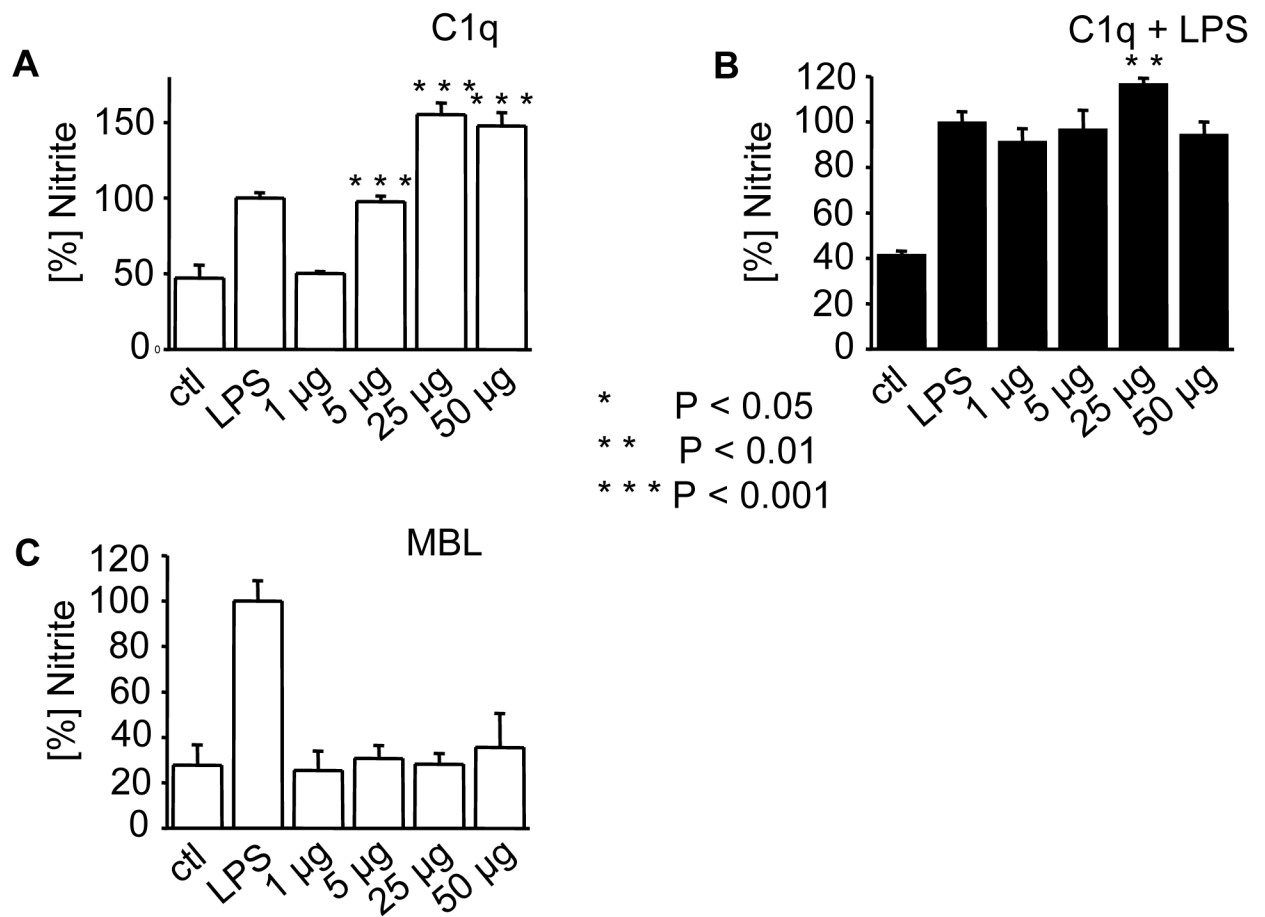 A
C1q
[%] Nitrite
150
* * *
* * *
* * *
100
50
0 0
ctl LPS 1 µg 5 µg 25 µg 50 µg
B
C1q + LPS
[%] Nitrite
* *
120
100
80
60
40
20
0
ctl LPS 1 µg 5 µg 25 µg 50 µg
* P < 0.05
* * P < 0.01
* * * P < 0.001
C
MBL
[%] Nitrite
120
100
80
60
40
20
0
ctl LPS 1 µg 5 µg 25 µg 50 µg